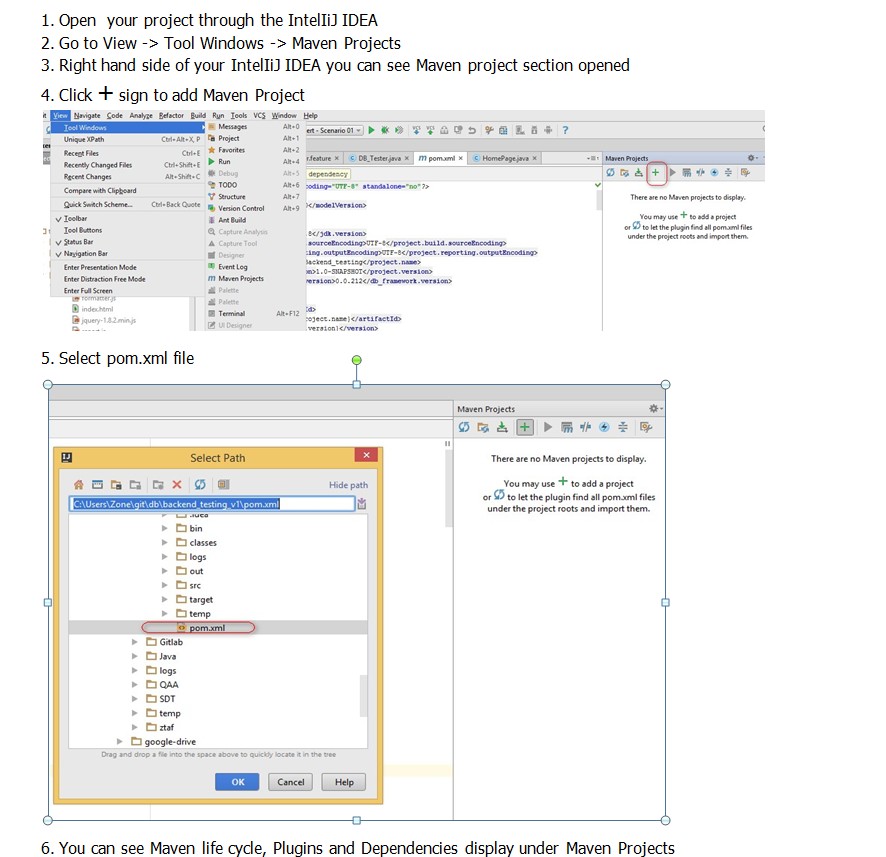 1. Open  your project through the IntelIiJ IDEA
2. Go to View -> Tool Windows -> Maven Projects
3. Right hand side of your IntelIiJ IDEA you can see Maven project section opened
4. Click + sign to add Maven Project
View Navigate Code Analyze Refactor Build Run Tools VCS Window Help
Tool Windows
Unique XPath Ctrl+Alt+X, P
Recent Files Ctrl+E
Recently Changed Files Ctrl+Shift+E
Recent Changes Alt+Shift+C
Compare with Clipboard
Quick Switch Scheme... Ctrl+Back Quote
Toolbar
Tool Buttons
Status Bar
Navigation Bar
Enter Presentation Mode
Enter Distraction Free Mode
Enter Full Screen
formatter.js
index.html
jquery-1.8.2.min.js
Messages Alt+0
Project Alt+1
Favorites Alt+2
Run Alt+4
Debug Alt+5
TODO Alt+6
Structure Alt+7
Version Control Alt+9
Ant Build
Capture Analysis
Capture Tool
Designer
Event Log
Maven Projects
Palette
Palette
Terminal Alt+F12
UI Designer
ert - Scenario 01
r.feature × DB_Tester.java × pom.xml × HomePage.java ×
dependency
oding="UTF-8" standalone="no"?>
</modelVersion>
8</jdk.version>
.sourceEncoding>UTF-8</project.build.sourceEncoding>
ing.outputEncoding>UTF-8</project.reporting.outputEncoding>
ackend_testing</project.name>
on>1.0-SNAPSHOT</project.version>
version>0.0.212</db_framework.version>
Id>
oject.name}</artifactId>
version}</version>
Maven Projects
There are no Maven projects to display.
You may use + to add a project
or to let the plugin find all pom.xml files
under the project roots and import them.
5. Select pom.xml file
Maven Projects
There are no Maven projects to display.
You may use + to add a project
or to let the plugin find all pom.xml files
under the project roots and import them.
Select Path
Hide path
C:\Users\Zone\git\db\backend_testing_v1\pom.xml
.idea
bin
classes
logs
out
src
target
temp
pom.xml
Gitlab
Java
logs
QAA
SDT
temp
ztaf
google-drive
Drag and drop a file into the space above to quickly locate it in the tree
OK Cancel Help
6. You can see Maven life cycle, Plugins and Dependencies display under Maven Projects